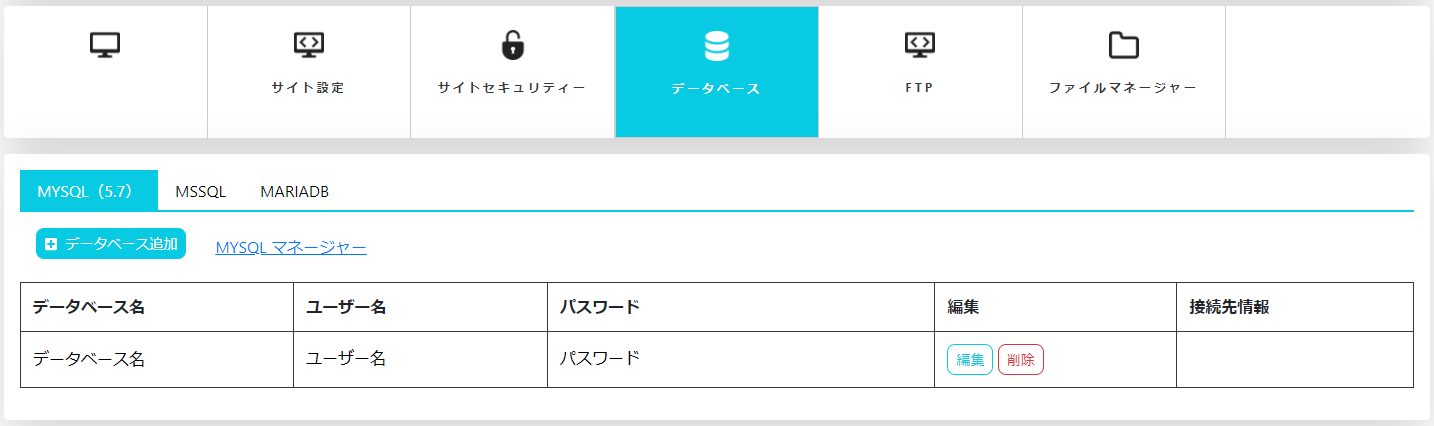 サイト設定
サイトセキュリティー
データベース
FTP
ファイルマネージャー
MYSQL（5.7）
MSSQL
MARIADB
データベース追加
MYSQL マネージャー
データベース名 ユーザー名 パスワード 編集 接続先情報
データベース名 ユーザー名 パスワード 編集 削除